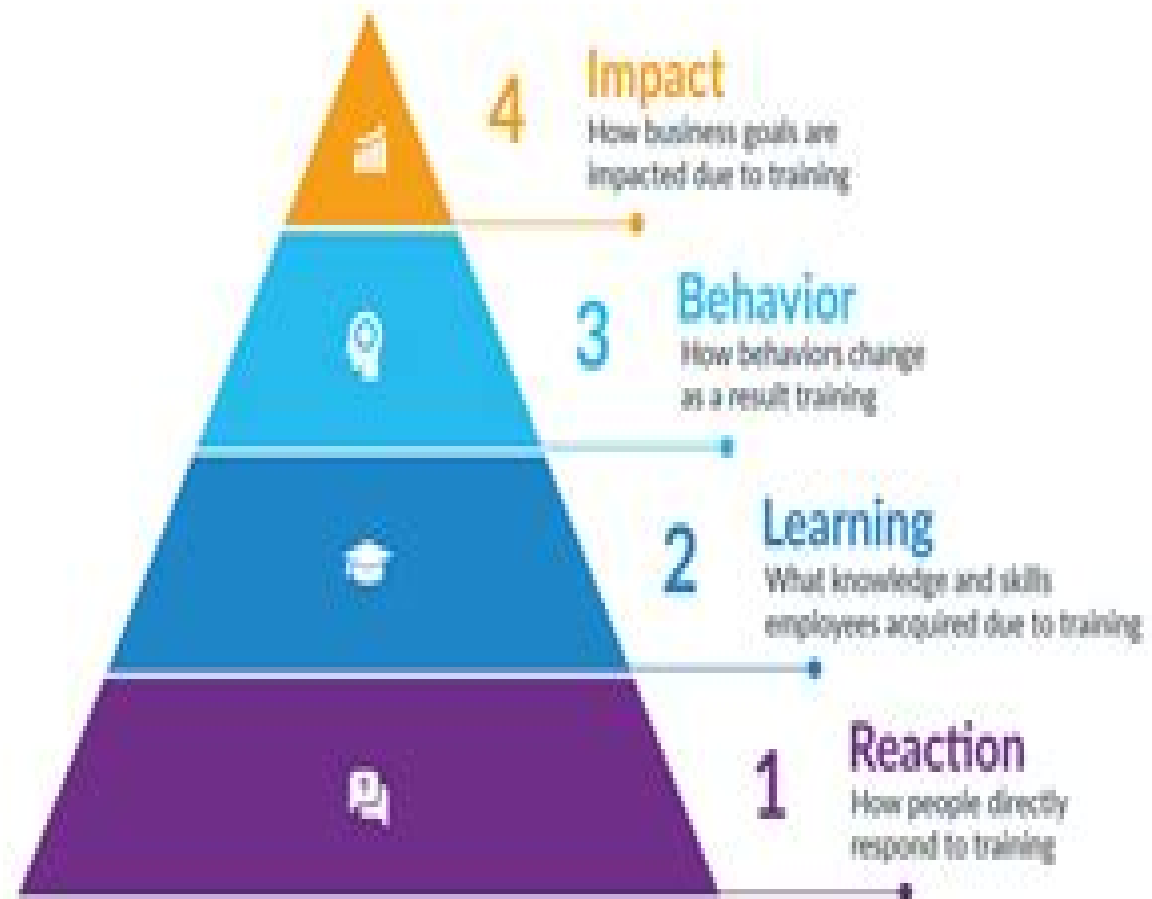 4
Impact
How business goals are
impacted due to training
3
Behavior
How behaviors change
as a result training
2
Learning
What knowledge and skills
employees acquired due to training
1
Reaction
How people directly
respond to training